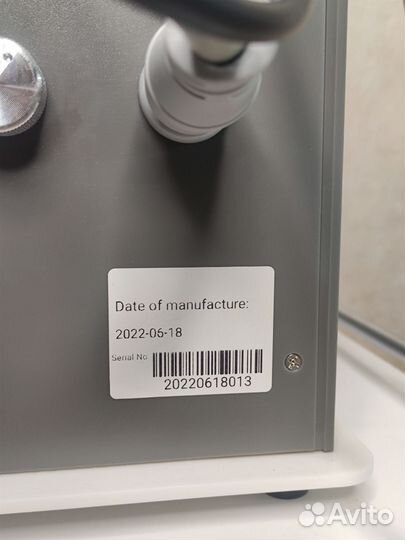 Date of manufacture:
2022-06-18
Serial No
20220618013
Avito